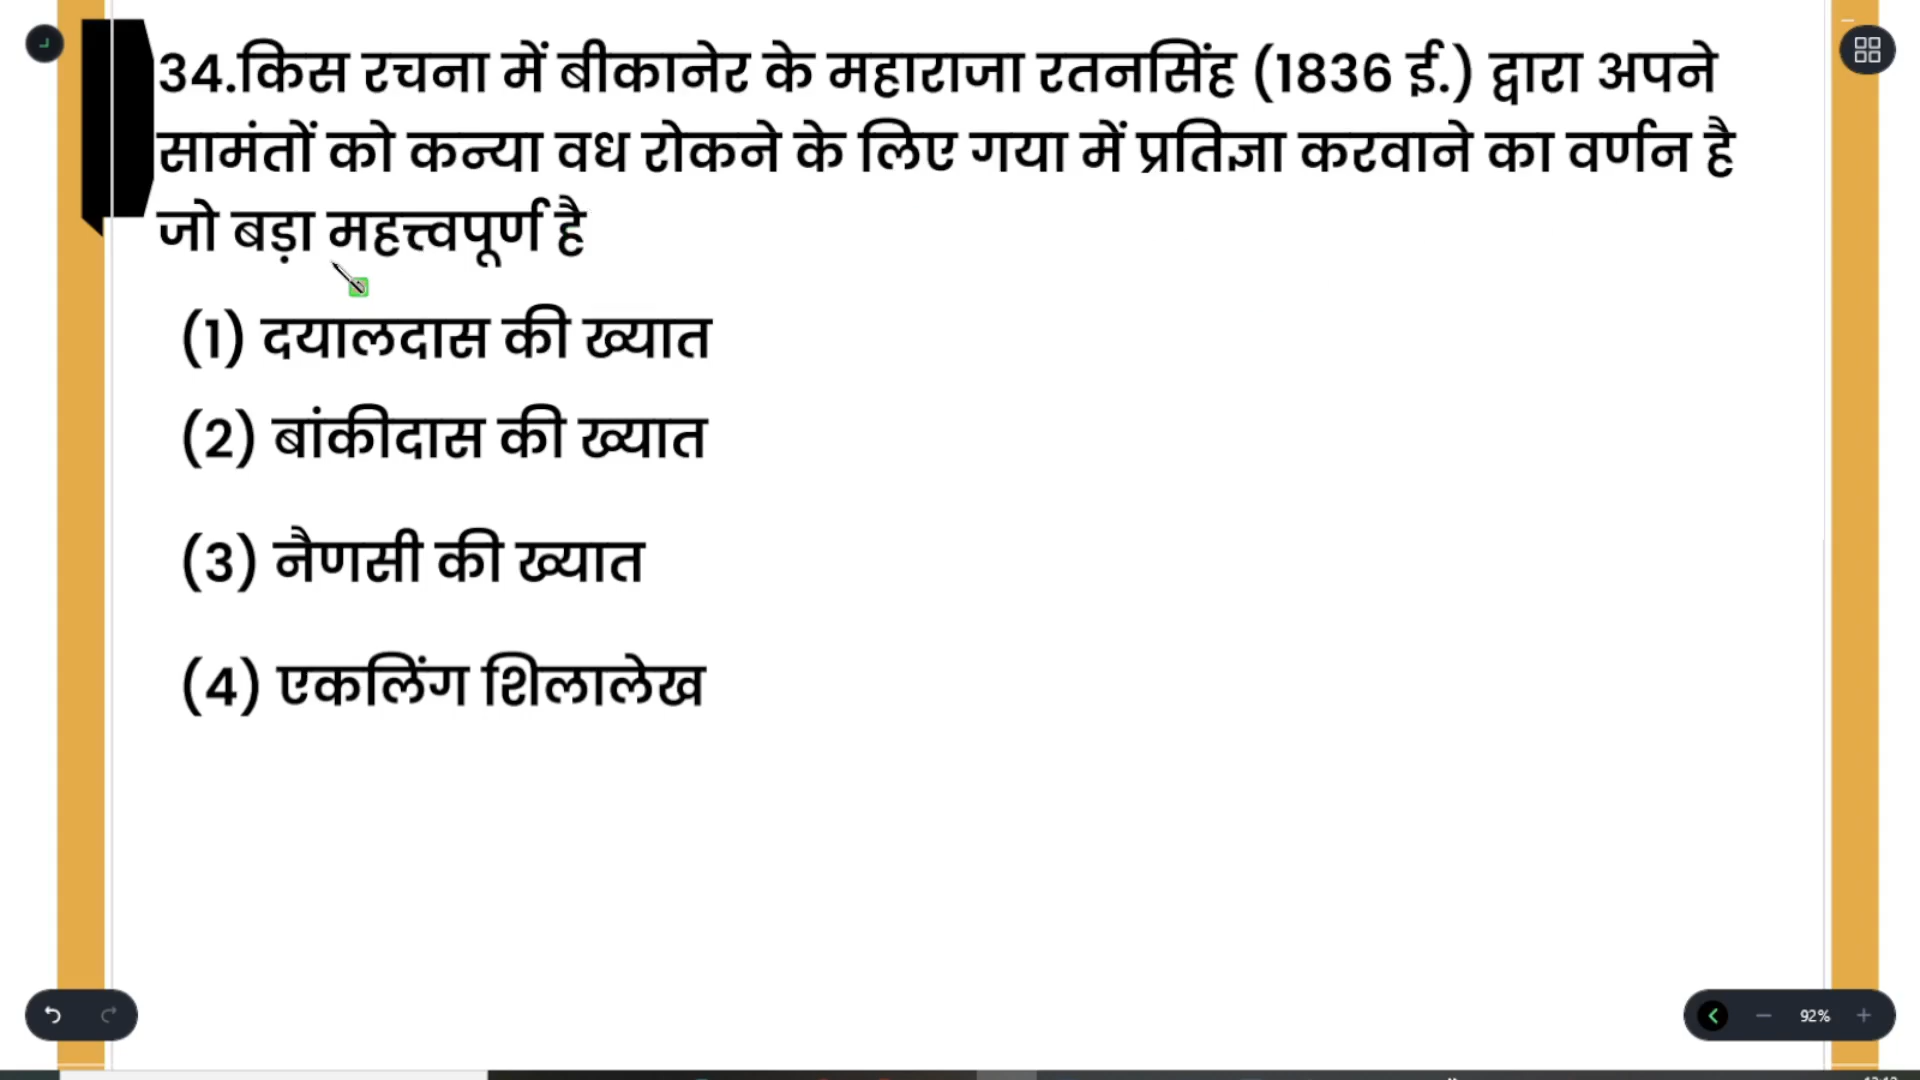 34.किस रचना में बीकानेर के महाराजा रतनसिंह (1836 ई.) द्वारा अपने
सामंतों को कन्या वध रोकने के लिए गया में प्रतिज्ञा करवाने का वर्णन है
जो बड़ा महत्त्वपूर्ण है
(1) दयालदास की ख्यात
(2) बांकीदास की ख्यात
(3) नैणसी की ख्यात
(4) एकलिंग शिलालेख
92%